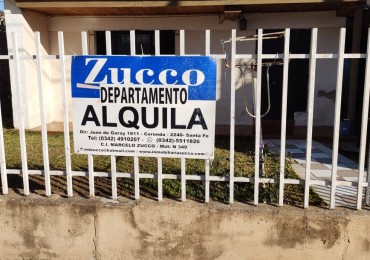 Zucco
DEPARTAMENTO
ALQUILA
Dir: Juan de Garay 1811 - Coronda - 2240- Santa Fe
Tel: (0342) 4910207 - (0342)-5511826
C.I. MARCELO ZUCCO - Mat: N 549